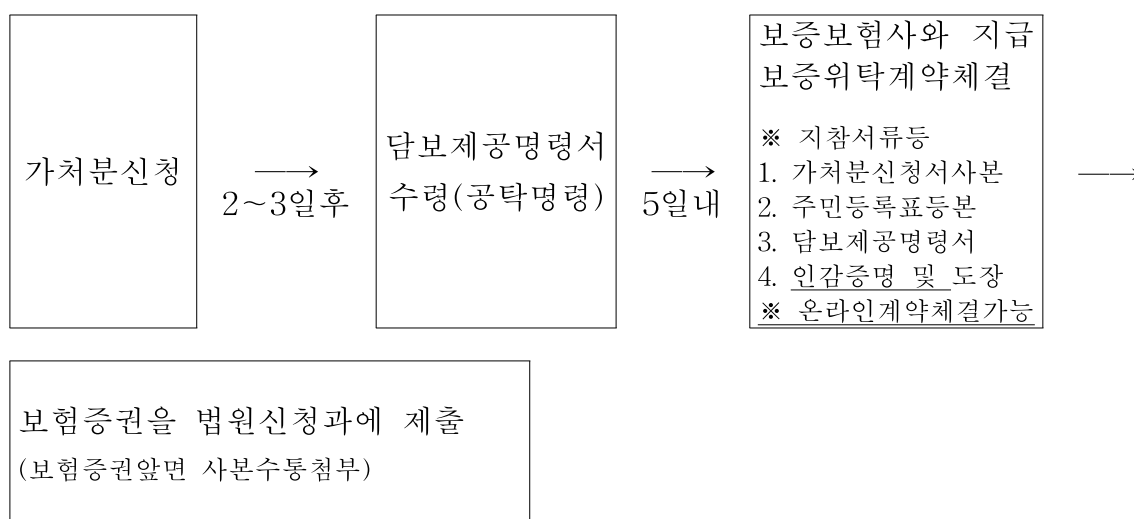 가처분신청
⟶
2~3일후
담보제공명령서
수령(공탁명령)
⟶
5일내
보증보험사와 지급
보증위탁계약체결
※ 지참서류등
1. 가처분신청서사본
2. 주민등록표등본
3. 담보제공명령서
4. 인감증명 및 도장
※ 온라인계약체결가능
⟶
보험증권을 법원신청과에 제출
(보험증권앞면 사본수통첨부)